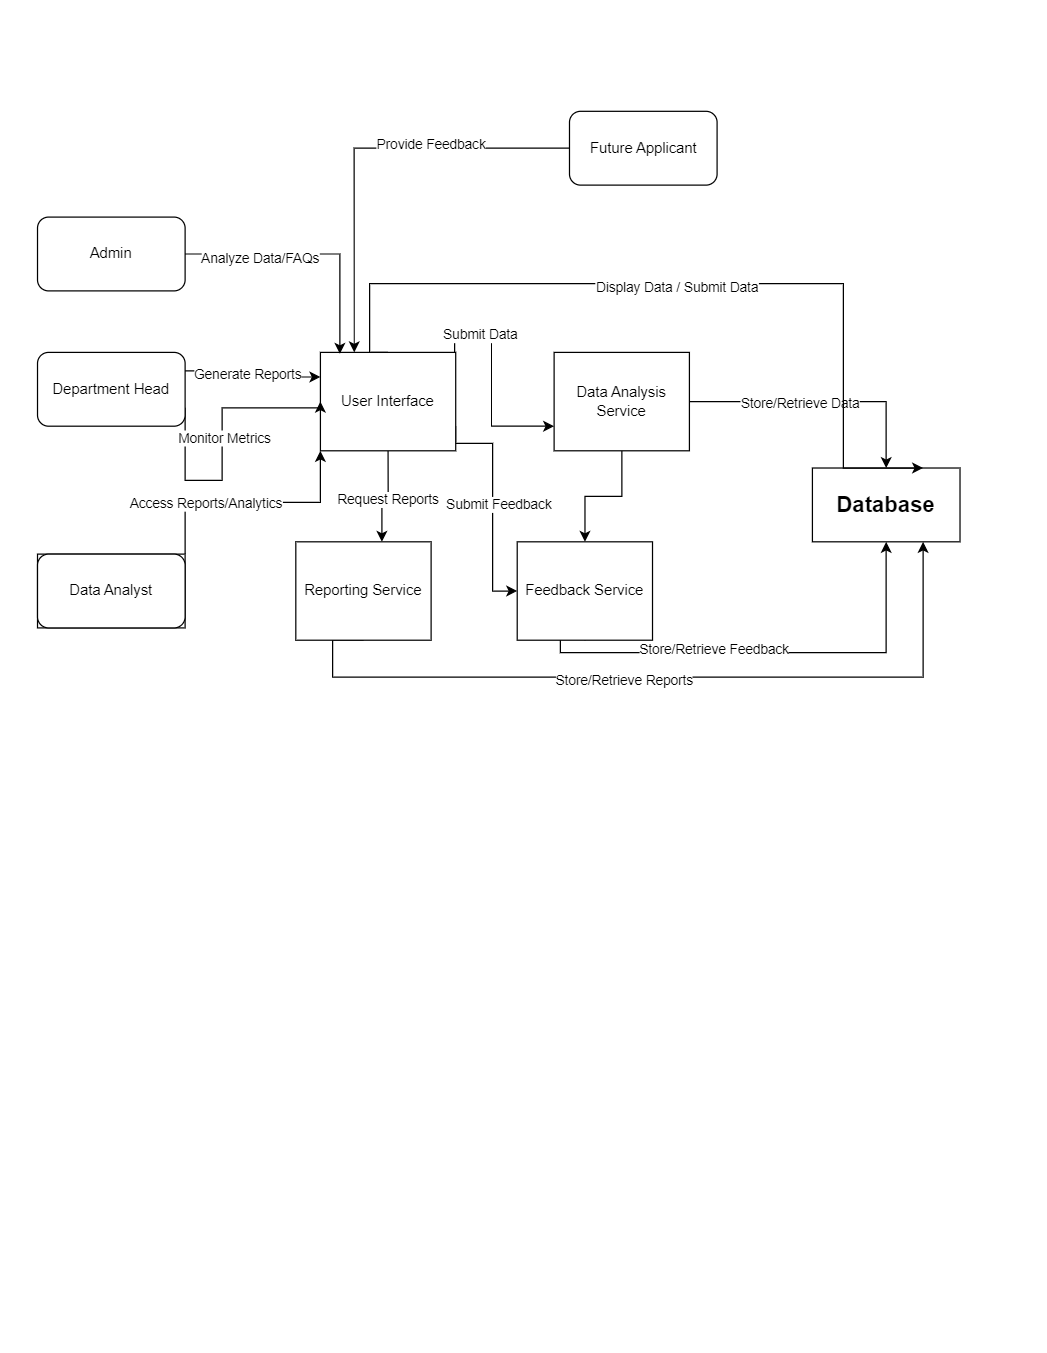 Provide Feedback
Future Applicant
Admin
Analyze Data/FAQs
Display Data / Submit Data
Submit Data
Department Head
Generate Reports
User Interface
Data Analysis
Service
Store/Retrieve Data
Monitor Metrics
Access Reports/Analytics
Request Reports
Submit Feedback
Database
Data Analyst
Reporting Service
Feedback Service
Store/Retrieve Feedback
Store/Retrieve Reports